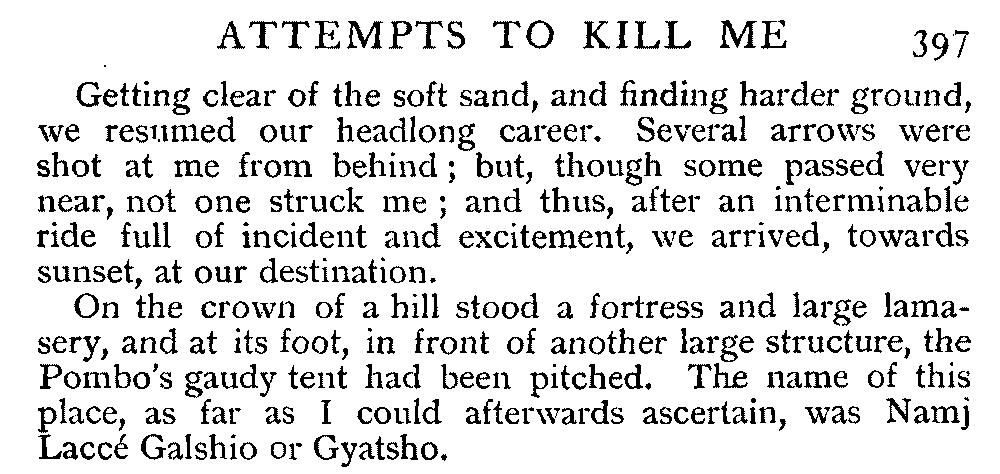 ATTEMPTS TO KILL ME 397
Getting clear of the soft sand, and finding harder ground,
we resumed our headlong career. Several arrows were
shot at me from behind ; but, though some passed very
near, not one struck me ; and thus, after an interminable
ride full of incident and excitement, we arrived, towards
sunset, at our destination.
On the crown of a hill stood a fortress and large lama-
sery, and at its foot, in front of another large structure, the
Pombo's gaudy tent had been pitched. The name of this
place, as far as I could afterwards ascertain, was Namj
Laccé Galshio or Gyatsho.